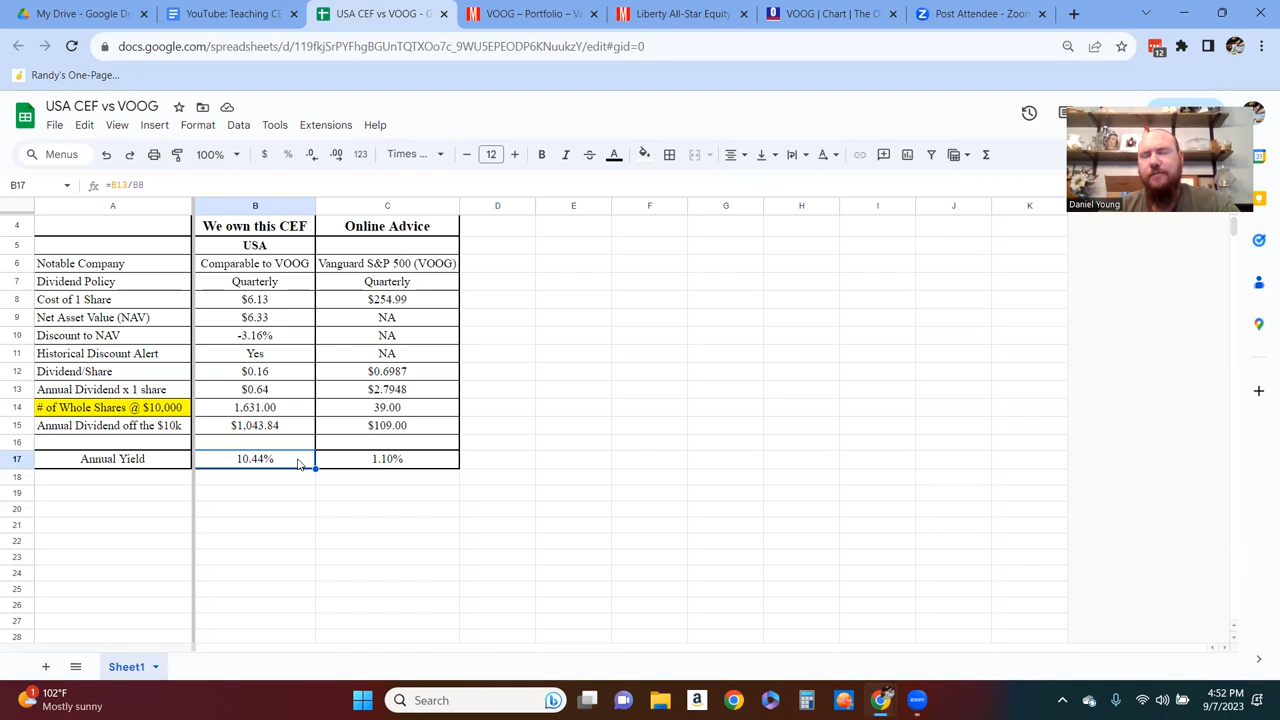 My Drive -
YouTube: Teaching CE
USA CEF vs VOOG - G
VOOG – Portfolio – Va
Liberty All-Star Equity
VOOG | Chart | The O
Post Attendee - Zoom
docs.google.com/spreadsheets/d/119fkjSrPYFhgBGUnTQTXOo7c_9WU5EPEODP6KNuukzY/edit#gid=0
12
Randy's One-Page...
USA CEF vs VOOG
File Edit View Insert Format Data Tools Extensions Help
Menus 100% $ % .0 .00 123 Times ... 12 B I A
B17 fx =B13/B8
Daniel Young
A B C D E F G H I J K
4 We own this CEF Online Advice
5 USA
6 Notable Company Comparable to VOOG Vanguard S&P 500 (VOOG)
7 Dividend Policy Quarterly Quarterly
8 Cost of 1 Share $6.13 $254.99
9 Net Asset Value (NAV) $6.33 NA
10 Discount to NAV -3.16% NA
11 Historical Discount Alert Yes NA
12 Dividend/Share $0.16 $0.6987
13 Annual Dividend x 1 share $0.64 $2.7948
14 # of Whole Shares @ $10,000 1,631.00 39.00
15 Annual Dividend off the $10k $1,043.84 $109.00
16
17 Annual Yield 10.44% 1.10%
18
19
20
21
22
23
24
25
26
27
28
Sheet1
1 102°F
Mostly sunny
Search
4:52 PM
9/7/2023